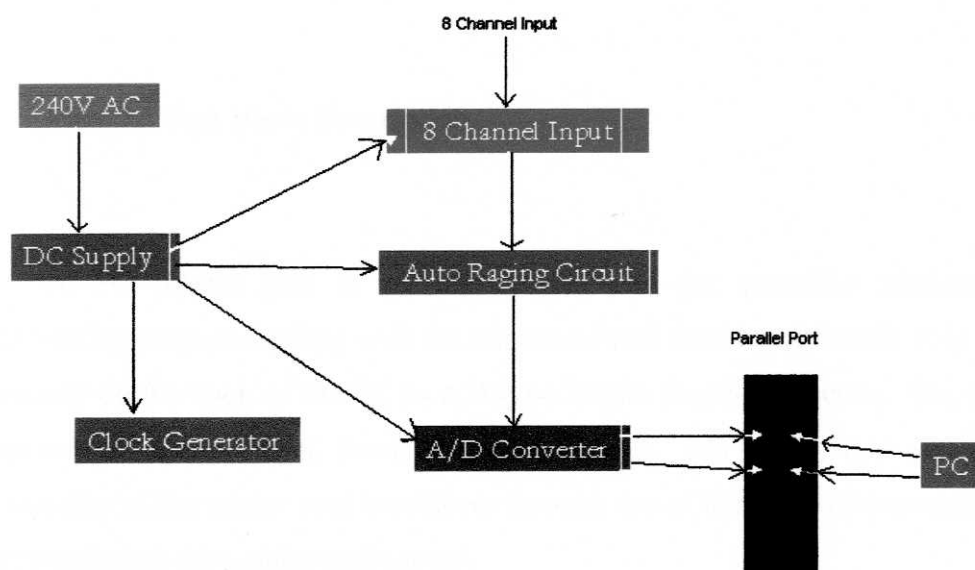 8 Channel Input
240V AC
8 Channel Input
DC Supply
Auto Raging Circuit
Parallel Port
Clock Generator
A/D Converter
PC